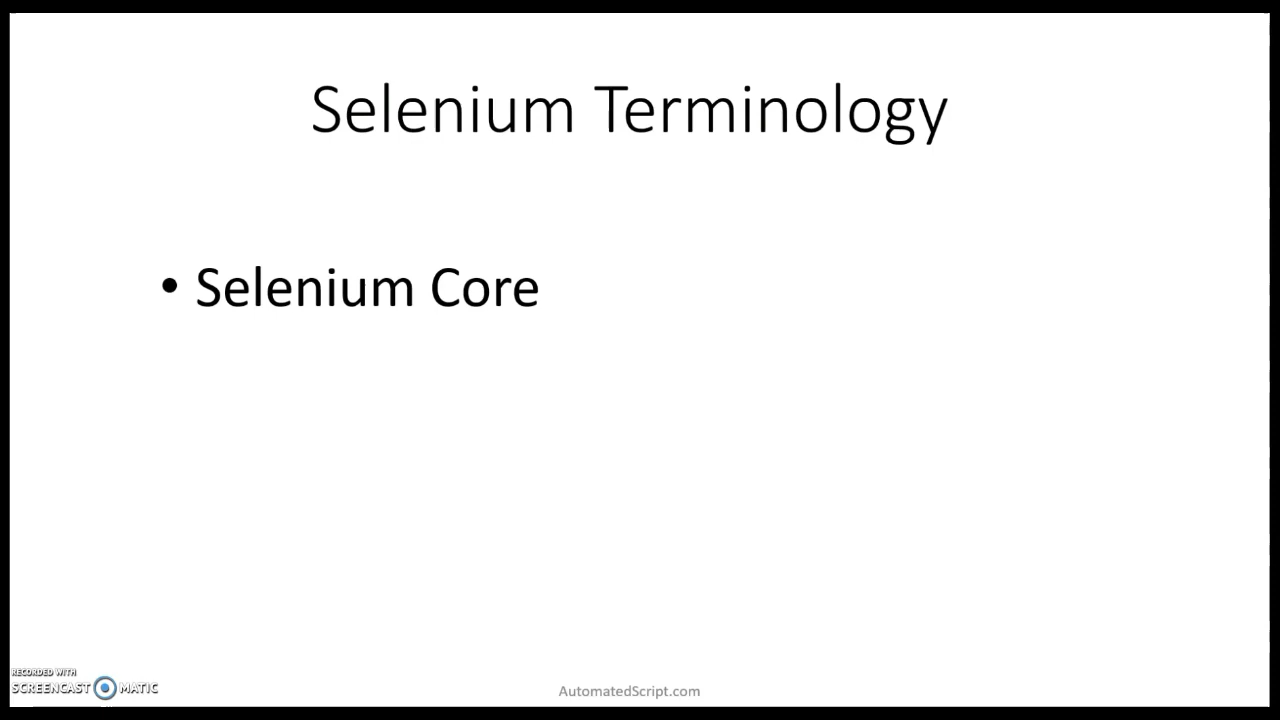 Selenium Terminology
• Selenium Core
RECORDED WITH
SCREENCAST MATIC
AutomatedScript.com